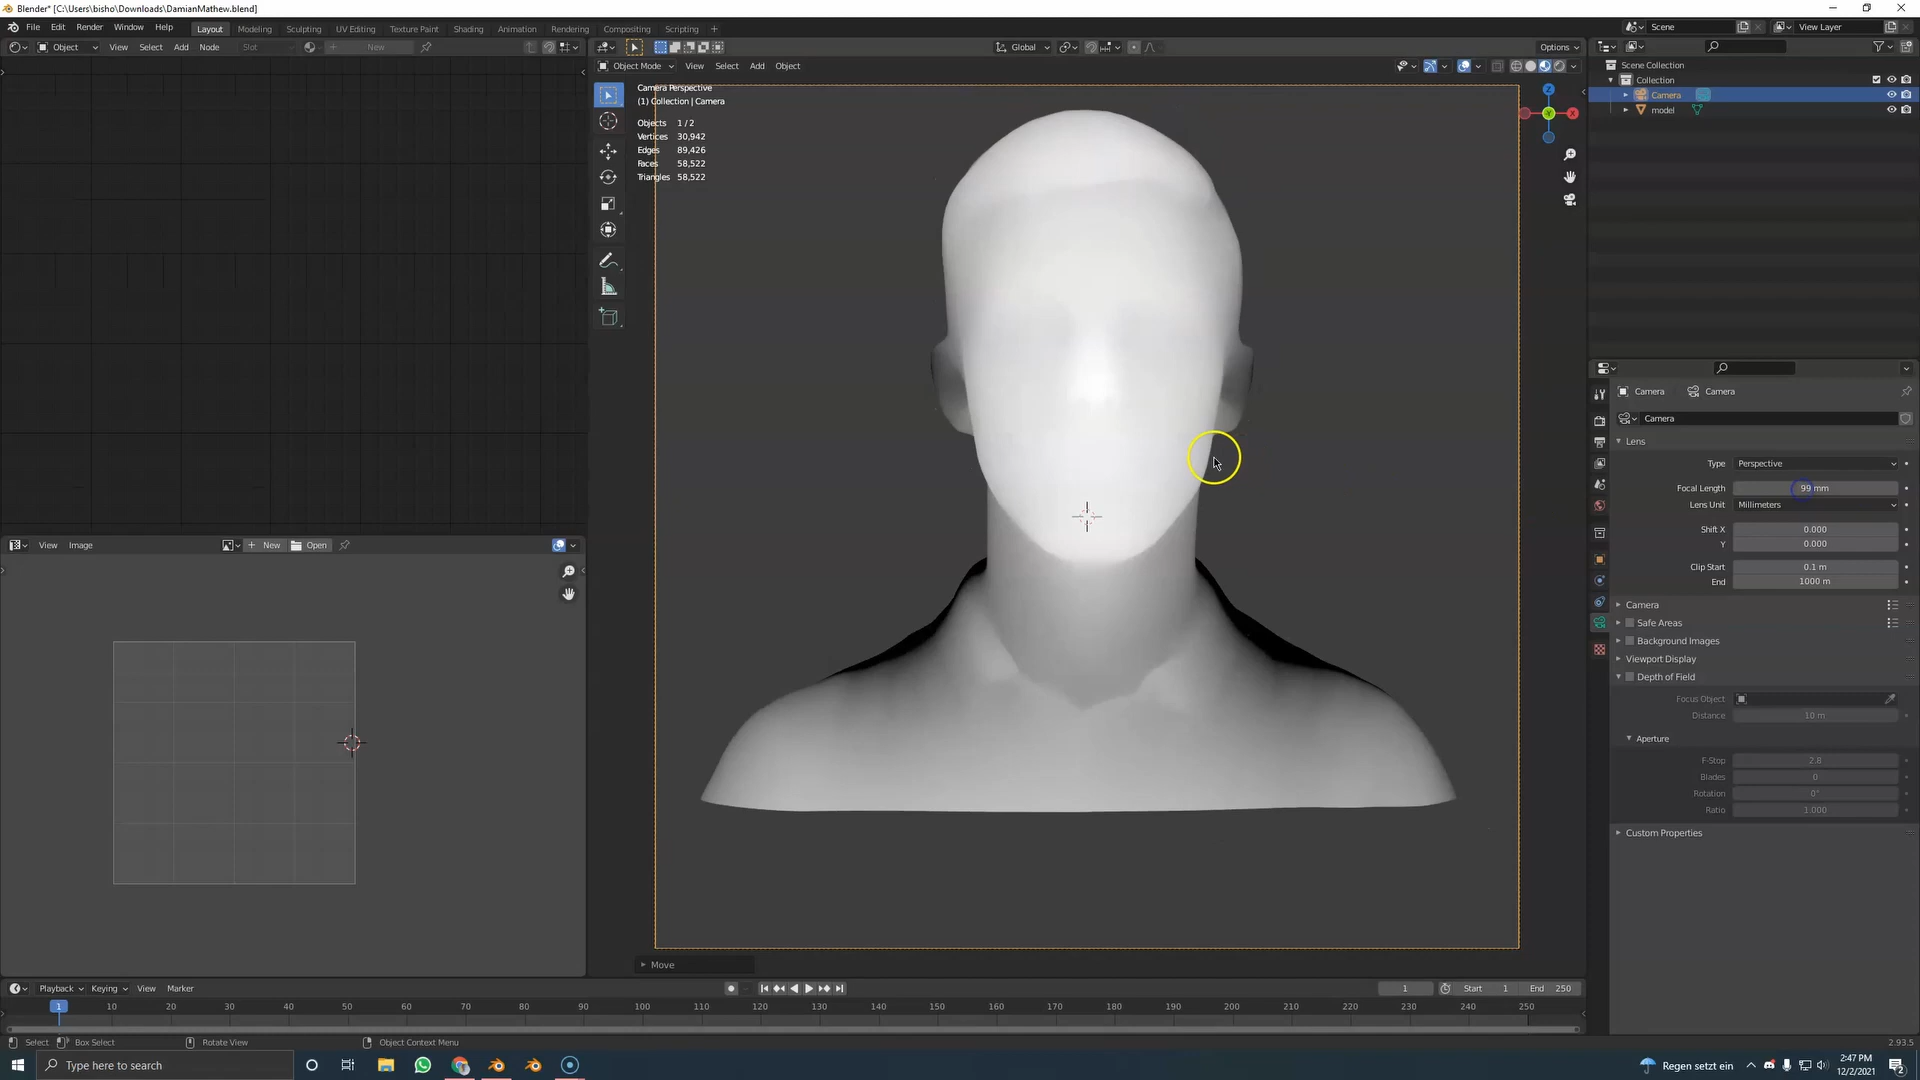 Blender* [C:\Users\bisho\Downloads\DamianMathew.blend]
File Edit Render Window Help Layout Modeling Sculpting UV Editing Texture Paint Shading Animation Rendering Compositing Scripting + Scene View Layer
Object View Select Add Node Slot New
Global Options
Object Mode View Select Add Object
Camera Perspective
(1) Collection | Camera
Objects 1 / 2
Vertices 30,942
Edges 89,426
Faces 58,522
Triangles 58,522
Z
X
Y
Scene Collection
Collection
Camera
model
Camera Camera
Camera
Lens
Type Perspective
Focal Length 99 mm
Lens Unit Millimeters
Shift X 0.000
Y 0.000
Clip Start 0.1 m
End 1000 m
Camera
Safe Areas
Background Images
Viewport Display
Depth of Field
Focus Object
Distance 10 m
Aperture
F-Stop 2.8
Blades 0
Rotation 0°
Ratio 1.000
Custom Properties
View Image New Open
Move
Playback Keying View Marker 1 Start 1 End 250
1 10 20 30 40 50 60 70 80 90 100 110 120 130 140 150 160 170 180 190 200 210 220 230 240 250
Select Box Select Rotate View Object Context Menu 2.93.5
Type here to search Regen setzt ein 2:47 PM
12/2/2021
2